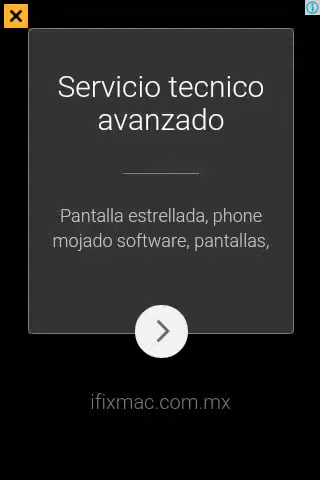 Servicio tecnico
avanzado
Pantalla estrellada, phone
mojado software, pantallas,
ifixmac.com.mx